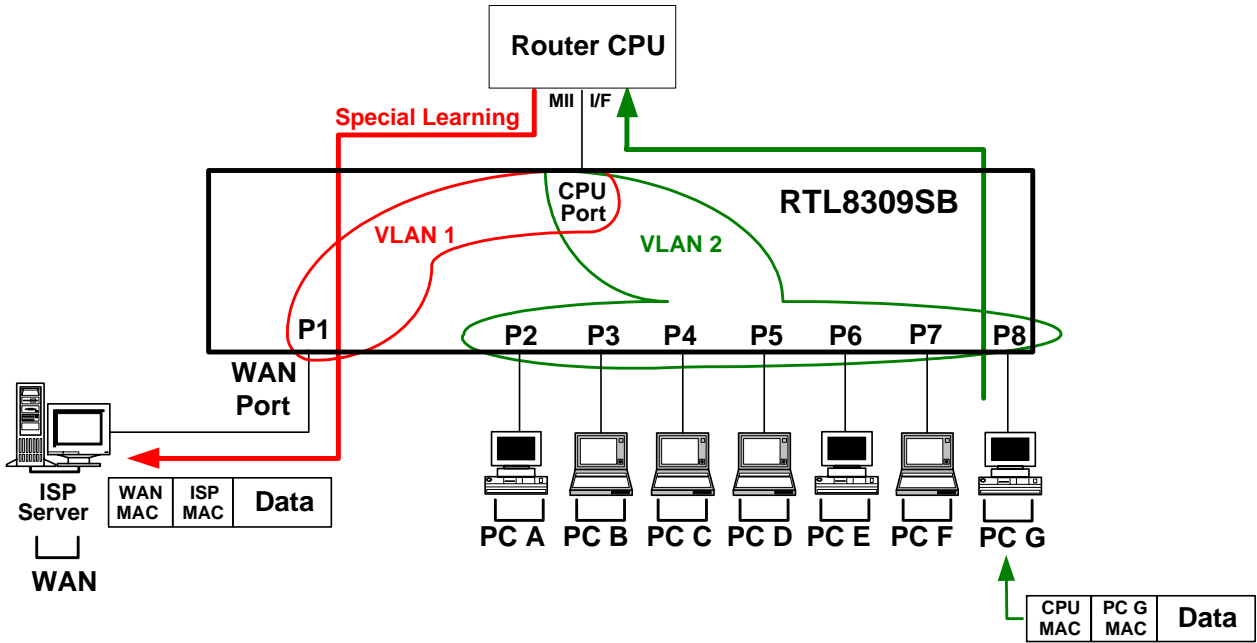 Router CPU
MII I/F
Special Learning
CPU
Port
RTL8309SB
VLAN 1
VLAN 2
P1
P2 P3 P4 P5 P6 P7 P8
WAN
Port
ISP
Server
WAN
WAN
MAC
ISP
MAC
Data
PC A PC B PC C PC D PC E PC F PC G
CPU
MAC
PC G
MAC
Data